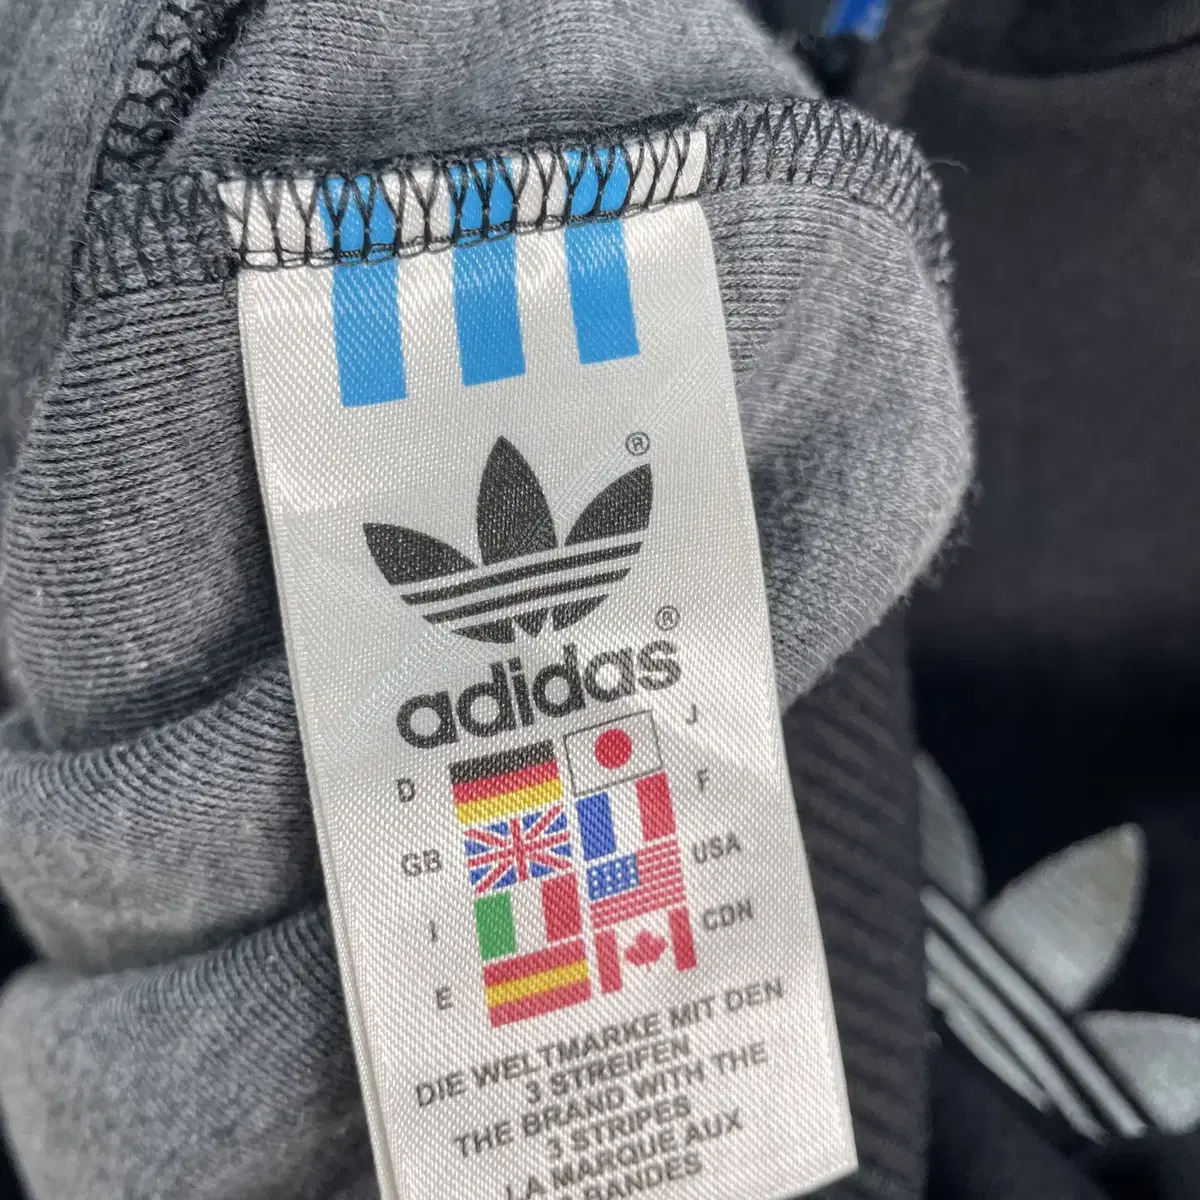 ®
adidas®
D J
F
GB USA
I CDN
E
DIE WELTMARKE MIT DEN
3 STREIFEN
THE BRAND WITH THE
3 STRIPES
LA MARQUE AUX
BANDES